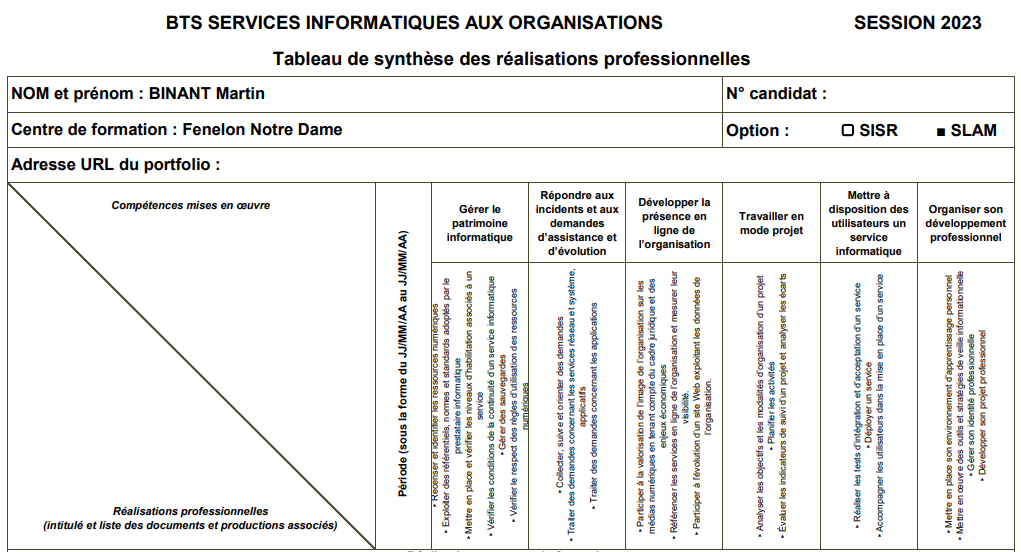 BTS SERVICES INFORMATIQUES AUX ORGANISATIONS SESSION 2023
Tableau de synthèse des réalisations professionnelles
NOM et prénom : BINANT Martin N° candidat :
Centre de formation : Fenelon Notre Dame Option : SISR SLAM
Adresse URL du portfolio :
Compétences mises en œuvre
Réalisations professionnelles
(intitulé et liste des documents et productions associés)
Période (sous la forme du JJ/MM/AA au JJ/MM/AA)
Gérer le
patrimoine
informatique
Répondre aux
incidents et aux
demandes
d'assistance et
d'évolution
Développer la
présence en
ligne de
l'organisation
Travailler en
mode projet
Mettre à
disposition des
utilisateurs un
service
informatique
Organiser son
développement
professionnel
‣ Recenser et identifier les ressources numériques
‣ Exploiter des référentiels, normes et standards adoptés par le
prestataire informatique
‣ Mettre en place et vérifier les niveaux d'habilitation associés à un
service
‣ Vérifier les conditions de la continuité d'un service informatique
‣ Gérer des sauvegardes
‣ Vérifier le respect des règles d'utilisation des ressources
numériques
‣ Collecter, suivre et orienter des demandes
‣ Traiter des demandes concernant les services réseau et système,
applicatifs
‣ Traiter des demandes concernant les applications
‣ Participer à la valorisation de l'image de l'organisation sur les
médias numériques en tenant compte du cadre juridique et des
enjeux économiques
‣ Référencer les services en ligne de l'organisation et mesurer leur
visibilité.
‣ Participer à l'évolution d'un site Web exploitant les données de
l'organisation.
‣ Analyser les objectifs et les modalités d'organisation d'un projet
‣ Planifier les activités
‣ Évaluer les indicateurs de suivi d'un projet et analyser les écarts
‣ Réaliser les tests d'intégration et d'acceptation d'un service
‣ Déployer un service
‣ Accompagner les utilisateurs dans la mise en place d'un service
‣ Mettre en place son environnement d'apprentissage personnel
‣ Mettre en œuvre des outils et stratégies de veille informationnelle
‣ Gérer son identité professionnelle
‣ Développer son projet professionnel